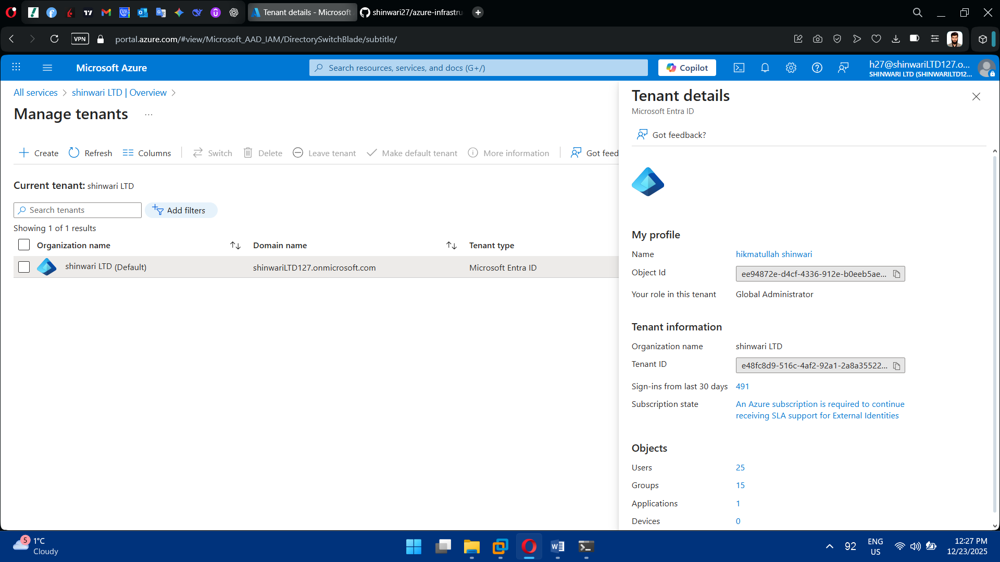 Tenant details - Microsoft
shinwari27/azure-infrastru
VPN
portal.azure.com/#view/Microsoft_AAD_IAM/DirectorySwitchBlade/subtitle/
Microsoft Azure
Search resources, services, and docs (G+/)
Copilot
h27@shinwariLTD127.o...
SHINWARI LTD (SHINWARILTD12...
All services
shinwari LTD | Overview
Manage tenants
...
Create
Refresh
Columns
Switch
Delete
Leave tenant
Make default tenant
More information
Got feed
Current tenant: shinwari LTD
Search tenants
Add filters
Showing 1 of 1 results
Organization name
Domain name
Tenant type
shinwari LTD (Default)
shinwariLTD127.onmicrosoft.com
Microsoft Entra ID
Tenant details
Microsoft Entra ID
Got feedback?
My profile
Name
hikmatullah shinwari
Object Id
ee94872e-d4cf-4336-912e-b0eeb5ae...
Your role in this tenant
Global Administrator
Tenant information
Organization name
shinwari LTD
Tenant ID
e48fc8d9-516c-4af2-92a1-2a8a35522...
Sign-ins from last 30 days
491
Subscription state
An Azure subscription is required to continue
receiving SLA support for External Identities
Objects
Users
25
Groups
15
Applications
1
Devices
0
5
1°C
Cloudy
92
ENG
US
12:27 PM
12/23/2025